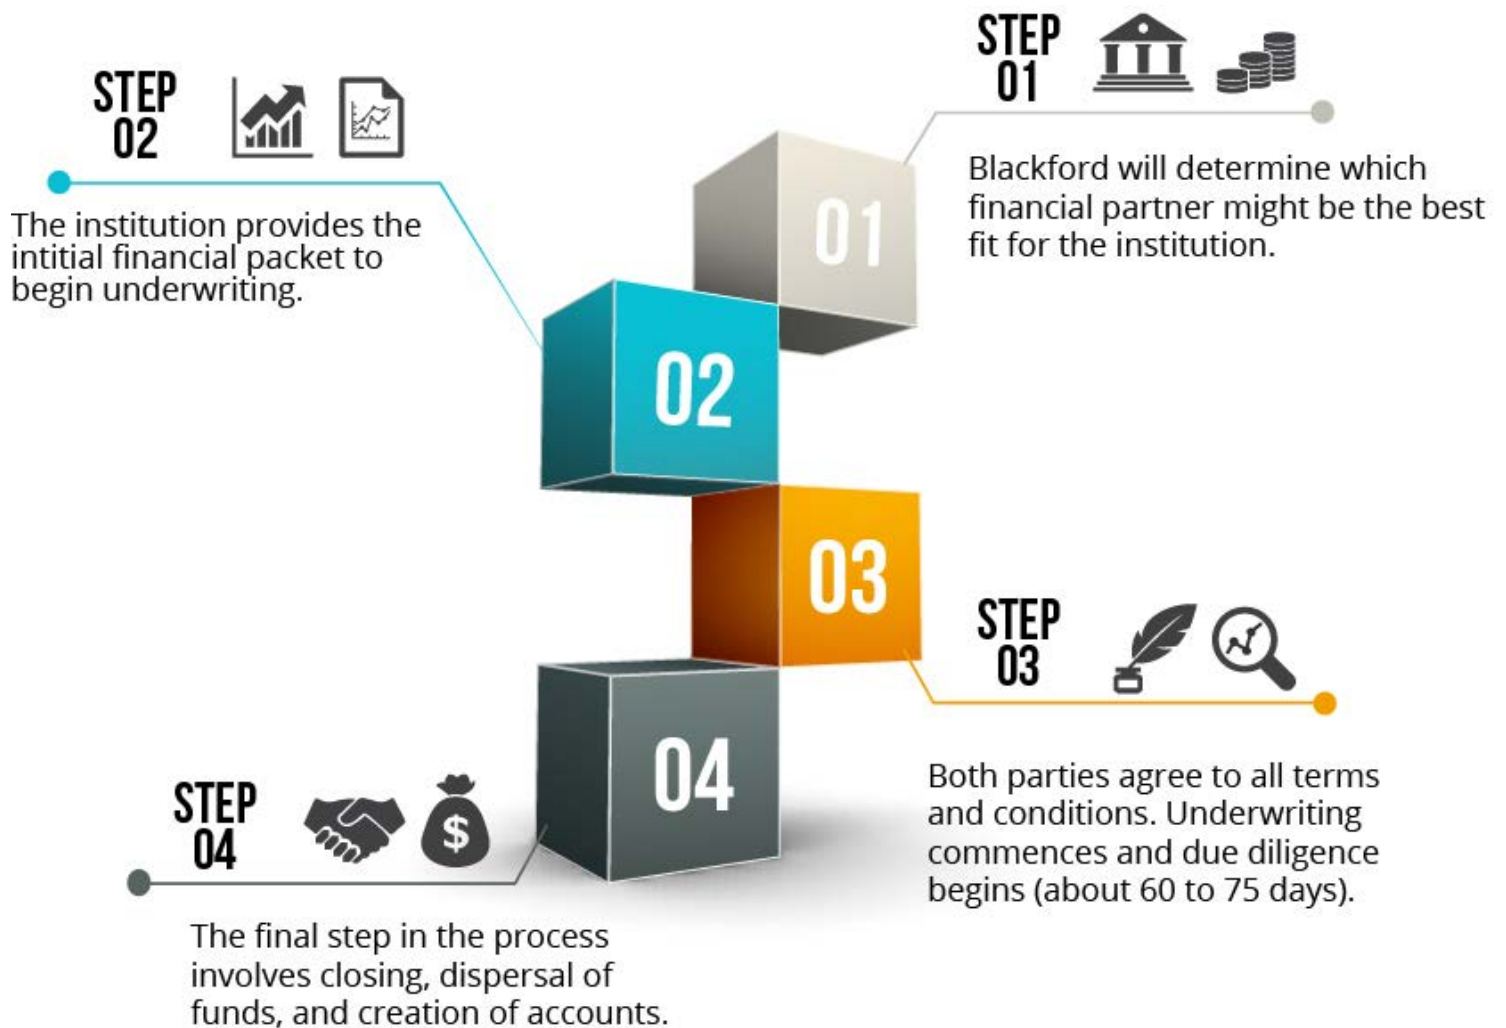 STEP
01
Blackford will determine which
financial partner might be the best
fit for the institution.
STEP
02
The institution provides the
intitial financial packet to
begin underwriting.
01
02
03
04
STEP
03
Both parties agree to all terms
and conditions. Underwriting
commences and due diligence
begins (about 60 to 75 days).
STEP
04
$
The final step in the process
involves closing, dispersal of
funds, and creation of accounts.